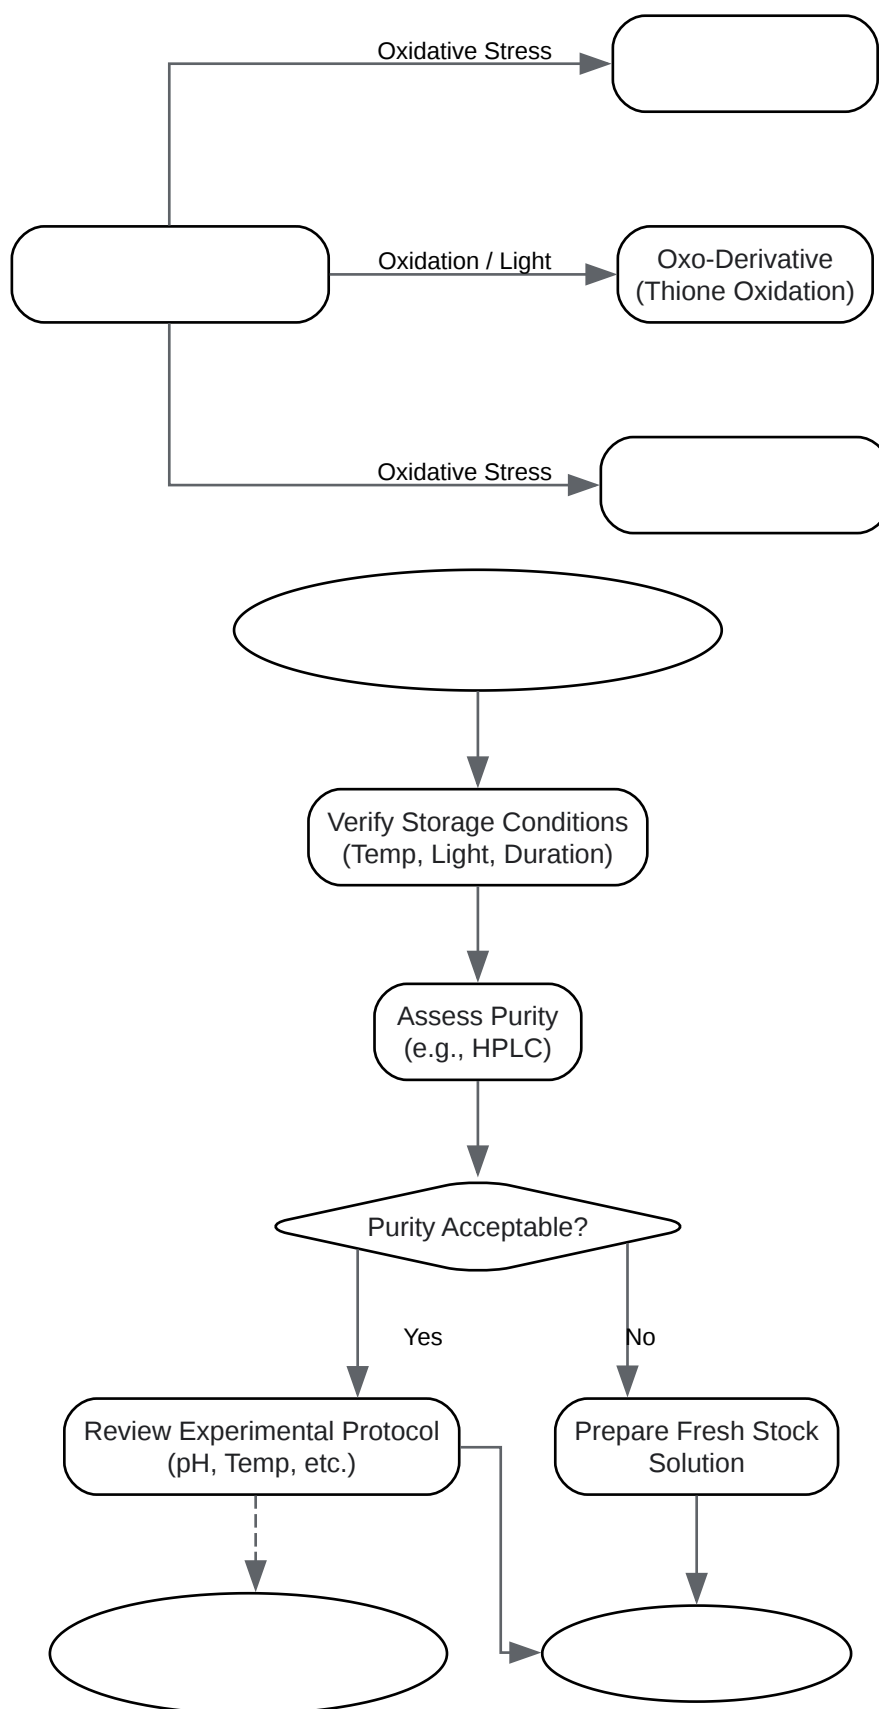 Oxidative Stress
Oxidation / Light
Oxo-Derivative
(Thione Oxidation)
Oxidative Stress
Verify Storage Conditions
(Temp, Light, Duration)
Assess Purity
(e.g., HPLC)
Purity Acceptable?
Yes
No
Review Experimental Protocol
(pH, Temp, etc.)
Prepare Fresh Stock
Solution